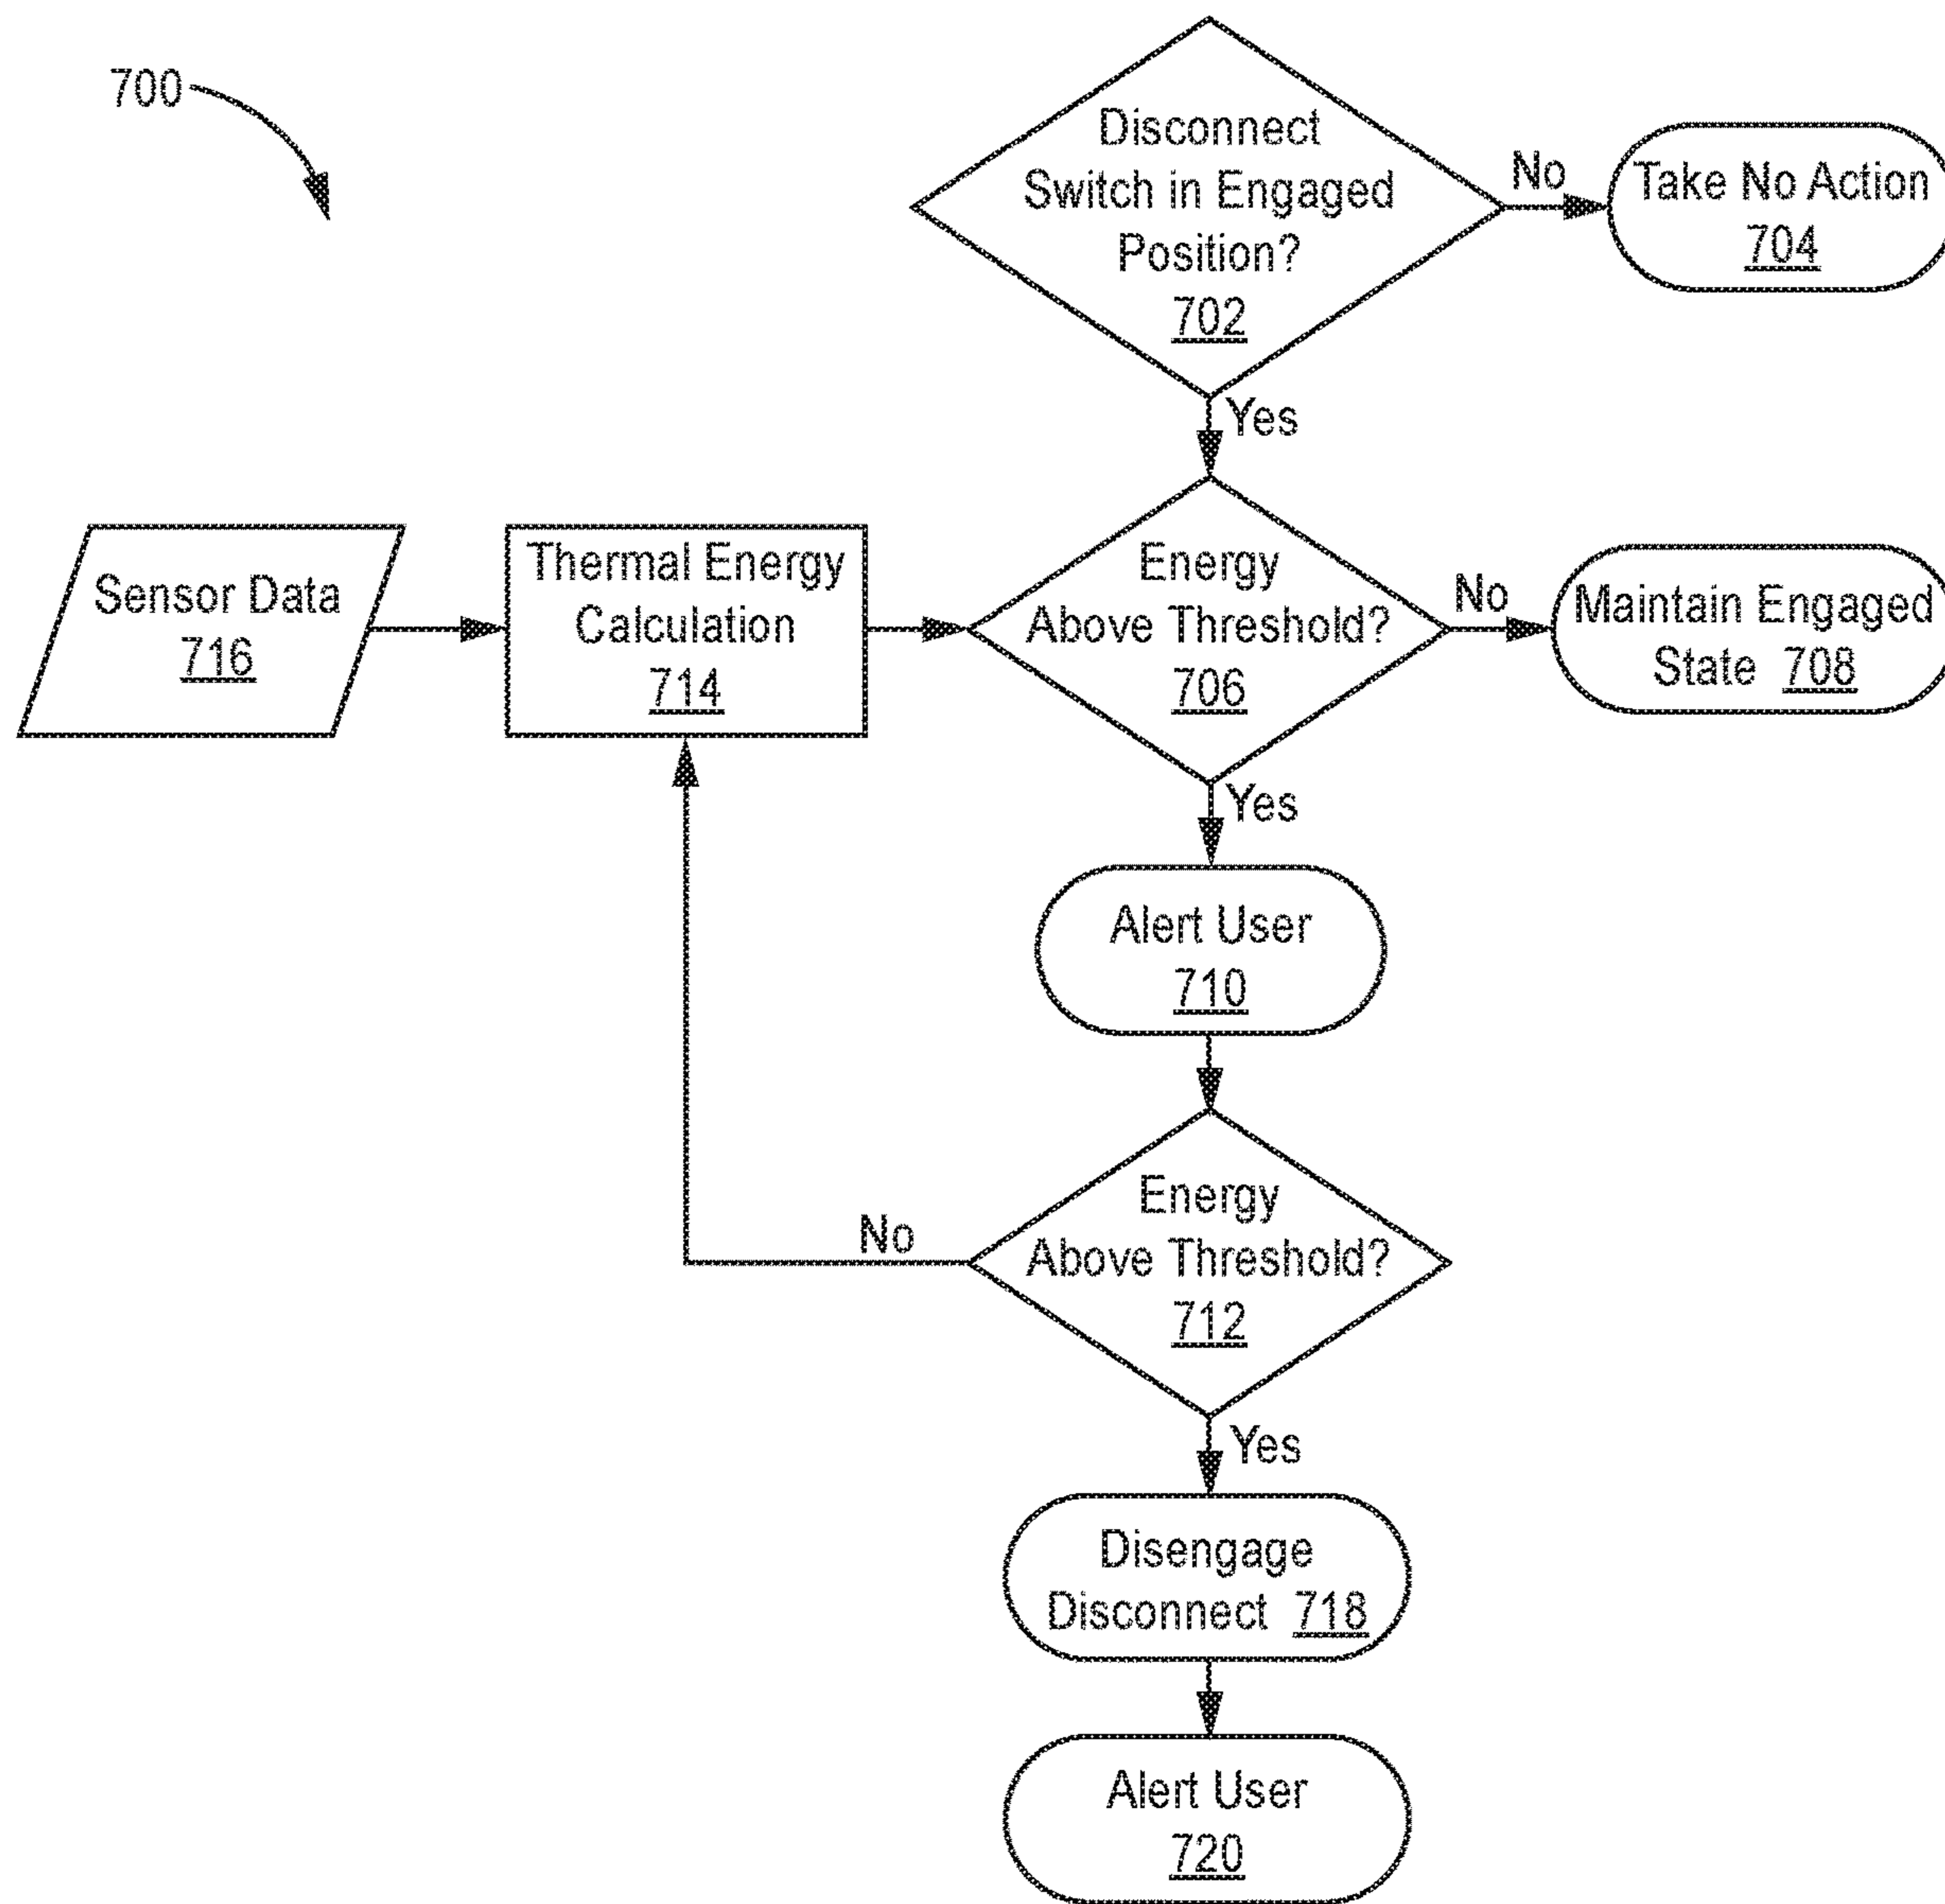 700
Disconnect
Switch in Engaged
Position?
702
No
Take No Action
704
Yes
Sensor Data
716
Thermal Energy
Calculation
714
Energy
Above Threshold?
706
No
Maintain Engaged
State 708
Yes
Alert User
710
Energy
Above Threshold?
712
No
Yes
Disengage
Disconnect 718
Alert User
720